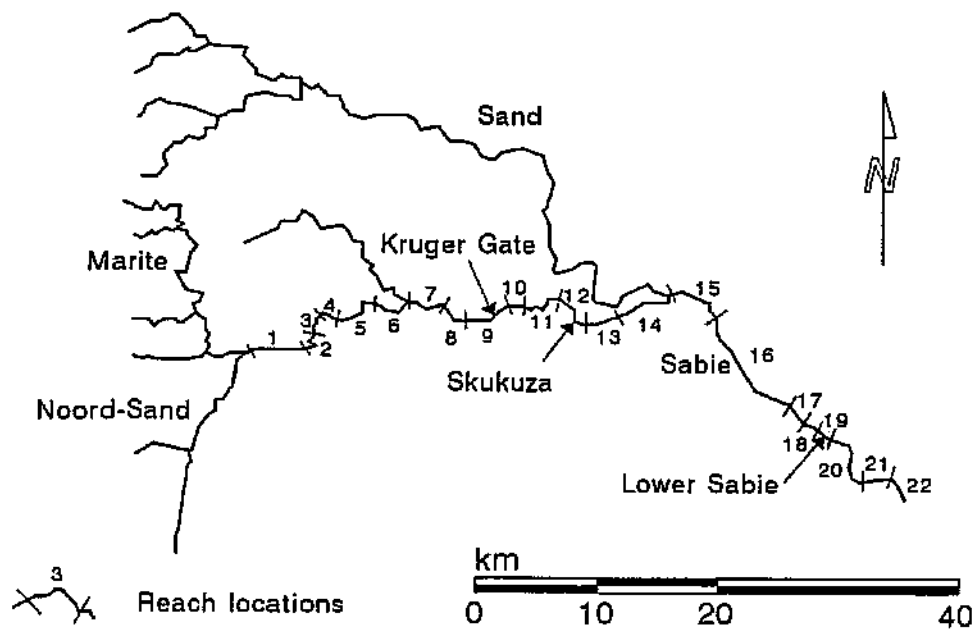 Sand
N
Kruger Gate
Marite
1
2
3
4
5
6
7
8
9
10
11
12
13
14
15
Skukuza
Sabie
16
Noord-Sand
17
18
19
Lower Sabie
20
21
22
km
3
Reach locations
0 10 20 40